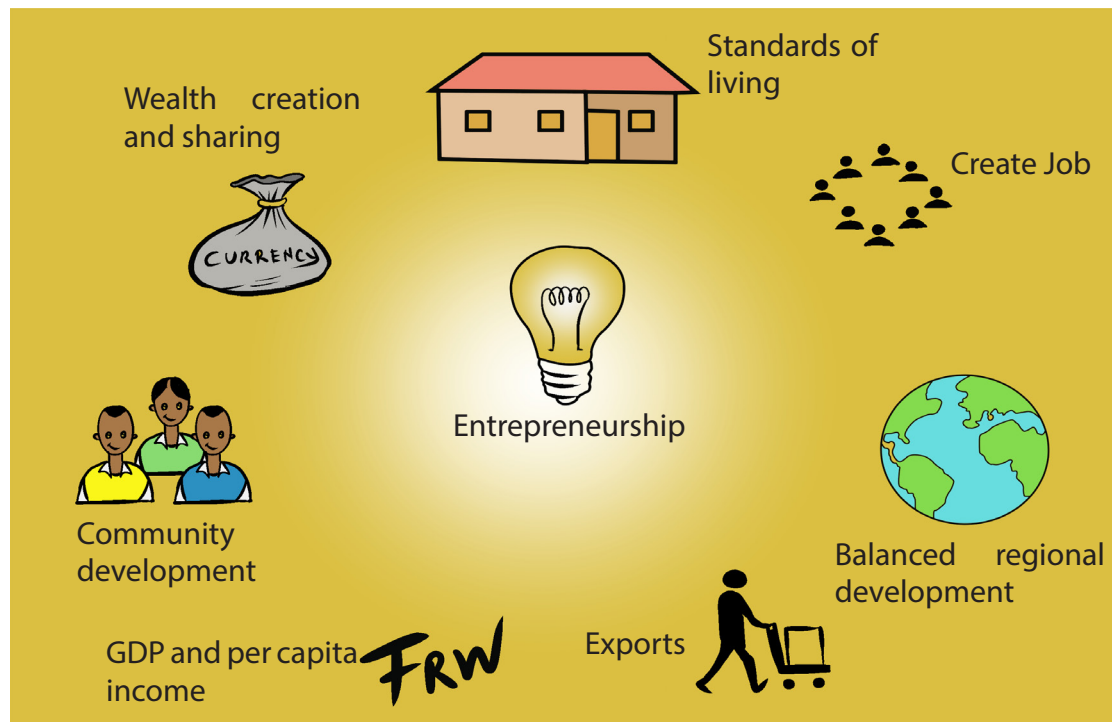 Standards of
living
Wealth creation
and sharing
Create Job
CURRENCY
Entrepreneurship
Community
development
Balanced regional
development
GDP and per capita
income
FRW
Exports